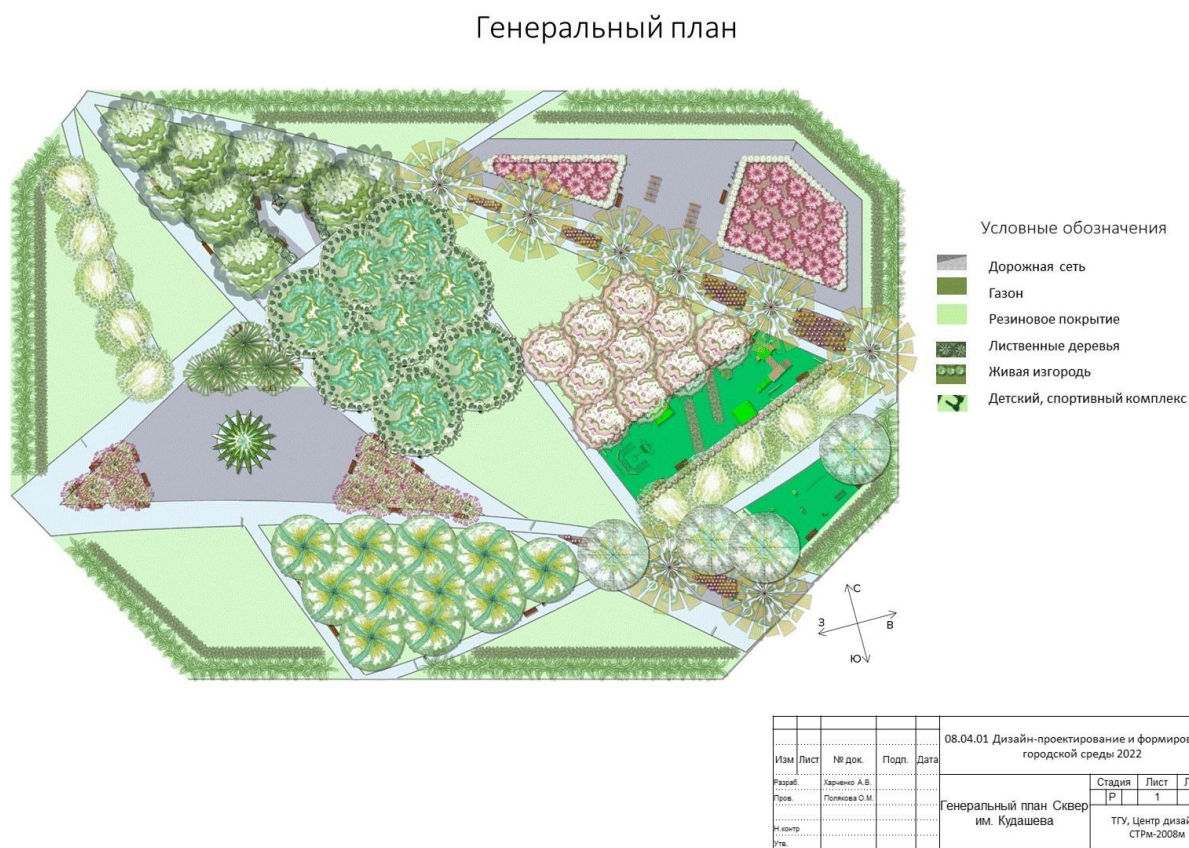 Генеральный план
Условные обозначения
Дорожная сеть
Газон
Резиновое покрытие
Лиственные деревья
Живая изгородь
Детский, спортивный комплекс
С
З
В
Ю
08.04.01 Дизайн-проектирование и формиров
городской среды 2022
Изм Лист № док. Подп. Дата
Разраб. Харченко А.В.
Пров. Полякова О.М.
Н.контр
Утв.
Генеральный план Сквер
им. Кудашева
Стадия Лист Л
Р 1
ТГУ, Центр дизай
СТРм-2008м